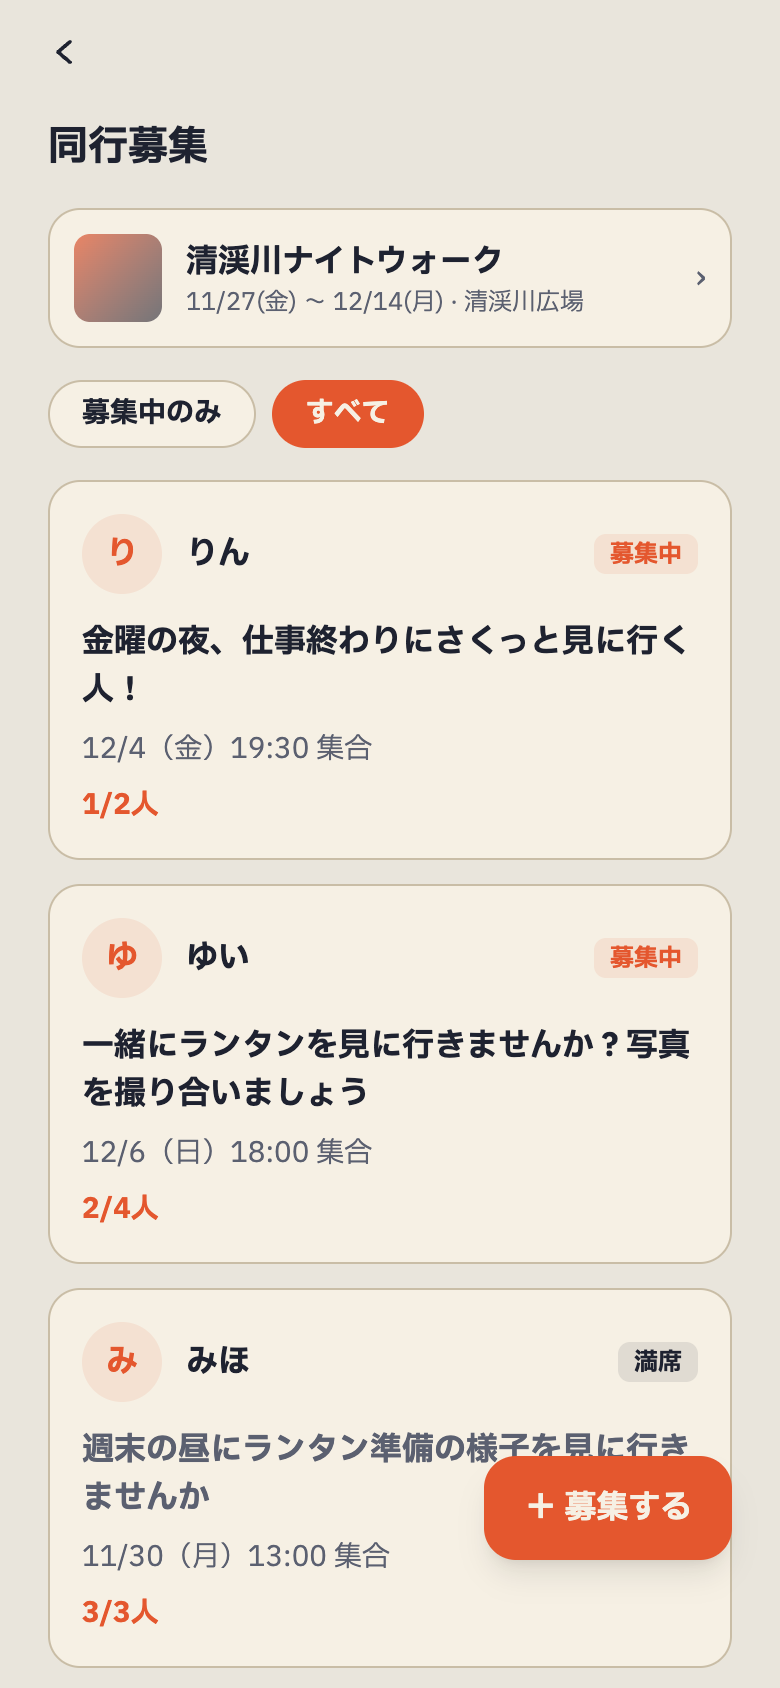 同行募集
清渓川ナイトウォーク
11/27(金) 〜 12/14(月) · 清渓川広場
募集中のみ
すべて
り
りん
募集中
金曜の夜、仕事終わりにさくっと見に行く
人！
12/4（金）19:30 集合
1/2人
ゆ
ゆい
募集中
一緒にランタンを見に行きませんか？写真
を撮り合いましょう
12/6（日）18:00 集合
2/4人
み
みほ
満席
週末の昼にランタン準備の様子を見に行き
ませんか
11/30（月）13:00 集合
3/3人
＋ 募集する